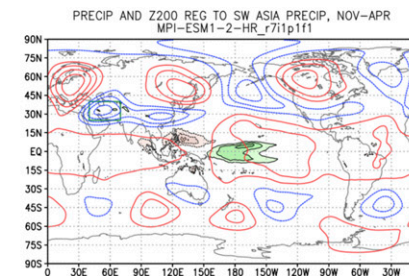 PRECIP AND Z200 REG TO SW ASIA PRECIP, NOV-APR
MPI-ESM1-2-HR_r7i1p1f1
90N
75N
60N
45N
30N
15N
EQ
15S
30S
45S
60S
75S
90S
0 30E 60E 90E 120E 150E 180 150W 120W 90W 60W 30W 0